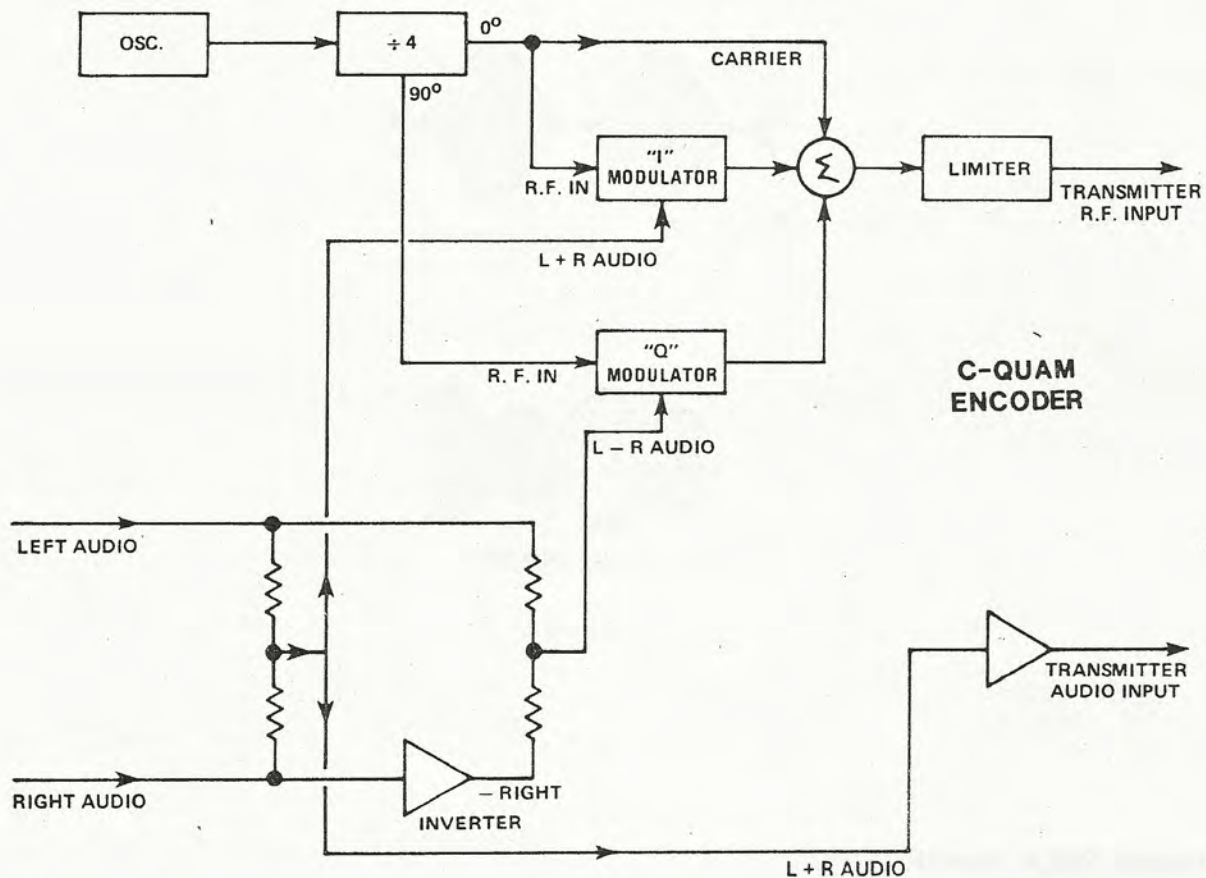 OSC.
÷ 4
0°
90°
CARRIER
"I"
MODULATOR
R.F. IN
Σ
LIMITER
TRANSMITTER
R.F. INPUT
L + R AUDIO
"Q"
MODULATOR
R. F. IN
L – R AUDIO
C-QUAM
ENCODER
LEFT AUDIO
TRANSMITTER
AUDIO INPUT
RIGHT AUDIO
– RIGHT
INVERTER
L + R AUDIO